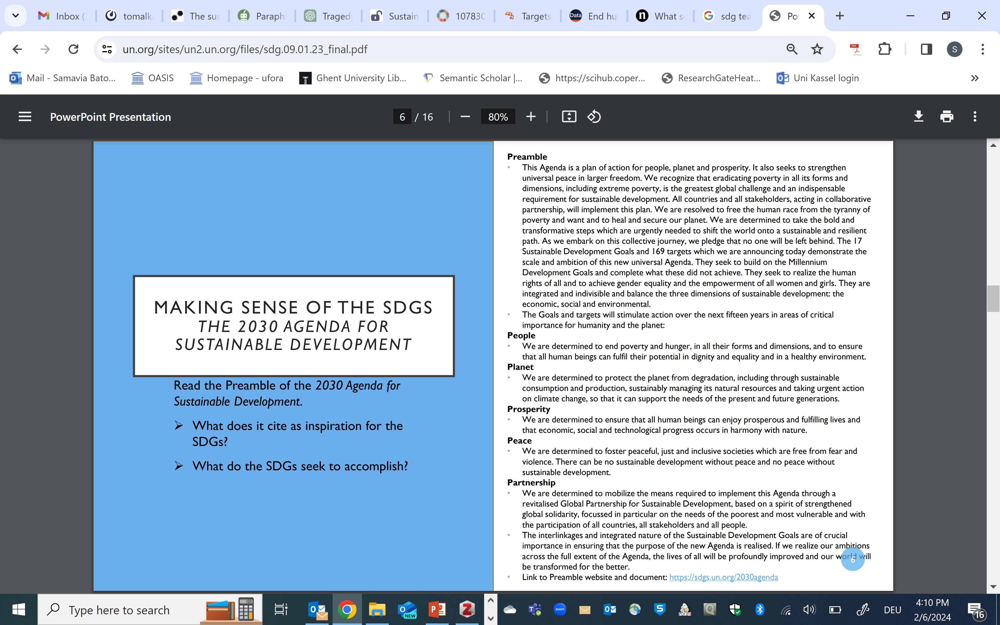 Inbox (
tomalk
The sus
Paraph
Tragedy
Sustain
10783C
Targets
Data
End hu
n
What s
sdg tea
Po
un.org/sites/un2.un.org/files/sdg.09.01.23_final.pdf
PDF
S
Mail - Samavia Bato...
OASIS
Homepage - ufora
Ghent University Lib...
Semantic Scholar |...
https://scihub.coper...
ResearchGateHeat...
Uni Kassel login
PowerPoint Presentation
6 / 16
80%
MAKING SENSE OF THE SDGS
THE 2030 AGENDA FOR
SUSTAINABLE DEVELOPMENT
Read the Preamble of the 2030 Agenda for
Sustainable Development.
➢ What does it cite as inspiration for the
SDGs?
➢ What do the SDGs seek to accomplish?
Preamble
• This Agenda is a plan of action for people, planet and prosperity. It also seeks to strengthen
universal peace in larger freedom. We recognize that eradicating poverty in all its forms and
dimensions, including extreme poverty, is the greatest global challenge and an indispensable
requirement for sustainable development. All countries and all stakeholders, acting in collaborative
partnership, will implement this plan. We are resolved to free the human race from the tyranny of
poverty and want and to heal and secure our planet. We are determined to take the bold and
transformative steps which are urgently needed to shift the world onto a sustainable and resilient
path. As we embark on this collective journey, we pledge that no one will be left behind. The 17
Sustainable Development Goals and 169 targets which we are announcing today demonstrate the
scale and ambition of this new universal Agenda. They seek to build on the Millennium
Development Goals and complete what these did not achieve. They seek to realize the human
rights of all and to achieve gender equality and the empowerment of all women and girls. They are
integrated and indivisible and balance the three dimensions of sustainable development: the
economic, social and environmental.
• The Goals and targets will stimulate action over the next fifteen years in areas of critical
importance for humanity and the planet:
People
• We are determined to end poverty and hunger, in all their forms and dimensions, and to ensure
that all human beings can fulfil their potential in dignity and equality and in a healthy environment.
Planet
• We are determined to protect the planet from degradation, including through sustainable
consumption and production, sustainably managing its natural resources and taking urgent action
on climate change, so that it can support the needs of the present and future generations.
Prosperity
• We are determined to ensure that all human beings can enjoy prosperous and fulfilling lives and
that economic, social and technological progress occurs in harmony with nature.
Peace
• We are determined to foster peaceful, just and inclusive societies which are free from fear and
violence. There can be no sustainable development without peace and no peace without
sustainable development.
Partnership
• We are determined to mobilize the means required to implement this Agenda through a
revitalised Global Partnership for Sustainable Development, based on a spirit of strengthened
global solidarity, focussed in particular on the needs of the poorest and most vulnerable and with
the participation of all countries, all stakeholders and all people.
• The interlinkages and integrated nature of the Sustainable Development Goals are of crucial
importance in ensuring that the purpose of the new Agenda is realised. If we realize our ambitions
across the full extent of the Agenda, the lives of all will be profoundly improved and our world will
be transformed for the better.
• Link to Preamble website and document: https://sdgs.un.org/2030agenda
6
Type here to search
NEW
zoom
PDF24
DEU
4:10 PM
2/6/2024
16